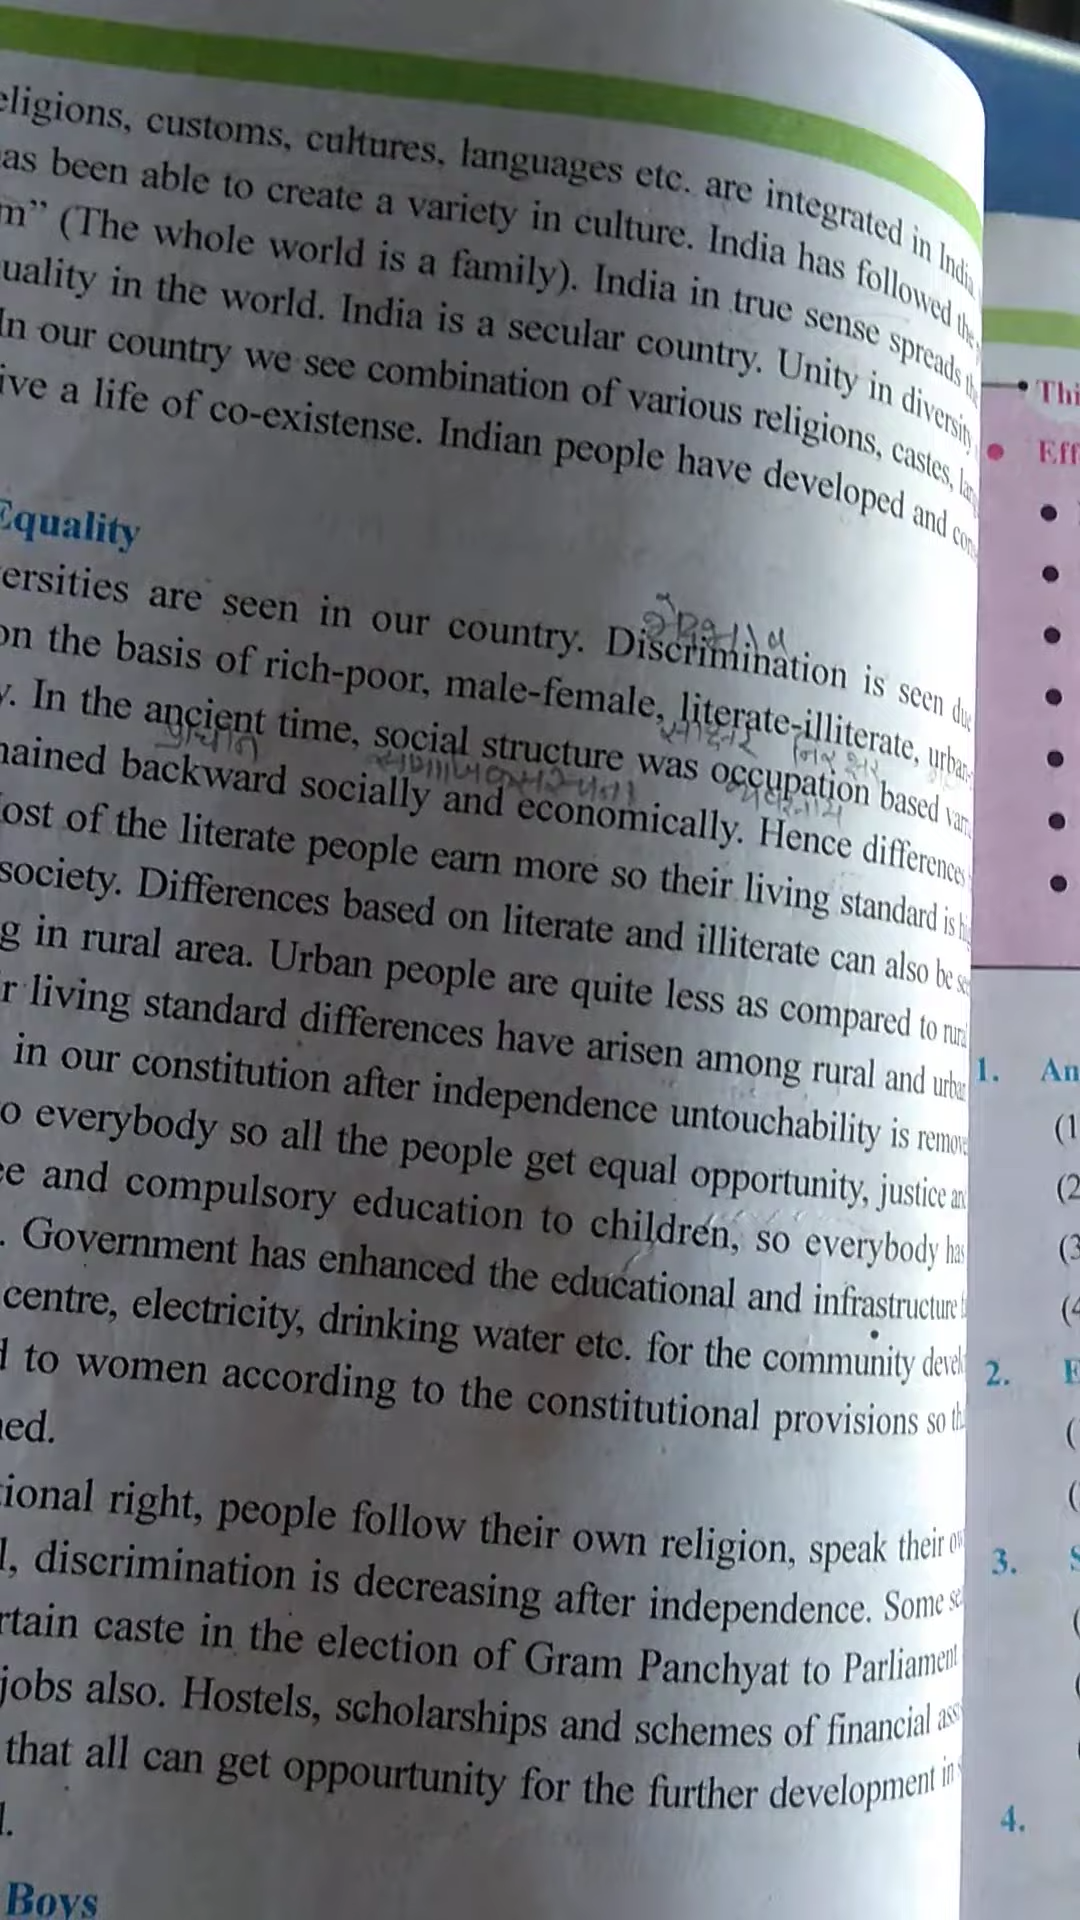 religions, customs, cultures, languages etc. are integrated in India
as been able to create a variety in culture. India has followed the
m" (The whole world is a family). India in true sense spreads
uality in the world. India is a secular country. Unity in diversity
In our country we see combination of various religions, castes,
ive a life of co-existense. Indian people have developed and
Equality
ersities are seen in our country. Discrimination is seen due
on the basis of rich-poor, male-female, literate-illiterate, urban-
y. In the ancient time, social structure was occupation based
प्राचीन
mained backward socially and economically. Hence differences
ost of the literate people earn more so their living standard is
society. Differences based on literate and illiterate can also be
g in rural area. Urban people are quite less as compared to rural
r living standard differences have arisen among rural and urban
in our constitution after independence untouchability is remove
o everybody so all the people get equal opportunity, justice and
ee and compulsory education to children, so everybody has
. Government has enhanced the educational and infrastructure
centre, electricity, drinking water etc. for the community devel
d to women according to the constitutional provisions so
ned.
tional right, people follow their own religion, speak their
l, discrimination is decreasing after independence. Some
rtain caste in the election of Gram Panchyat to Parliament
jobs also. Hostels, scholarships and schemes of financial
that all can get oppourtunity for the further development in
l.
Boys
• Thi
• Eff
1. An
(1
(2
(3
(4
2. E
3. S
4.